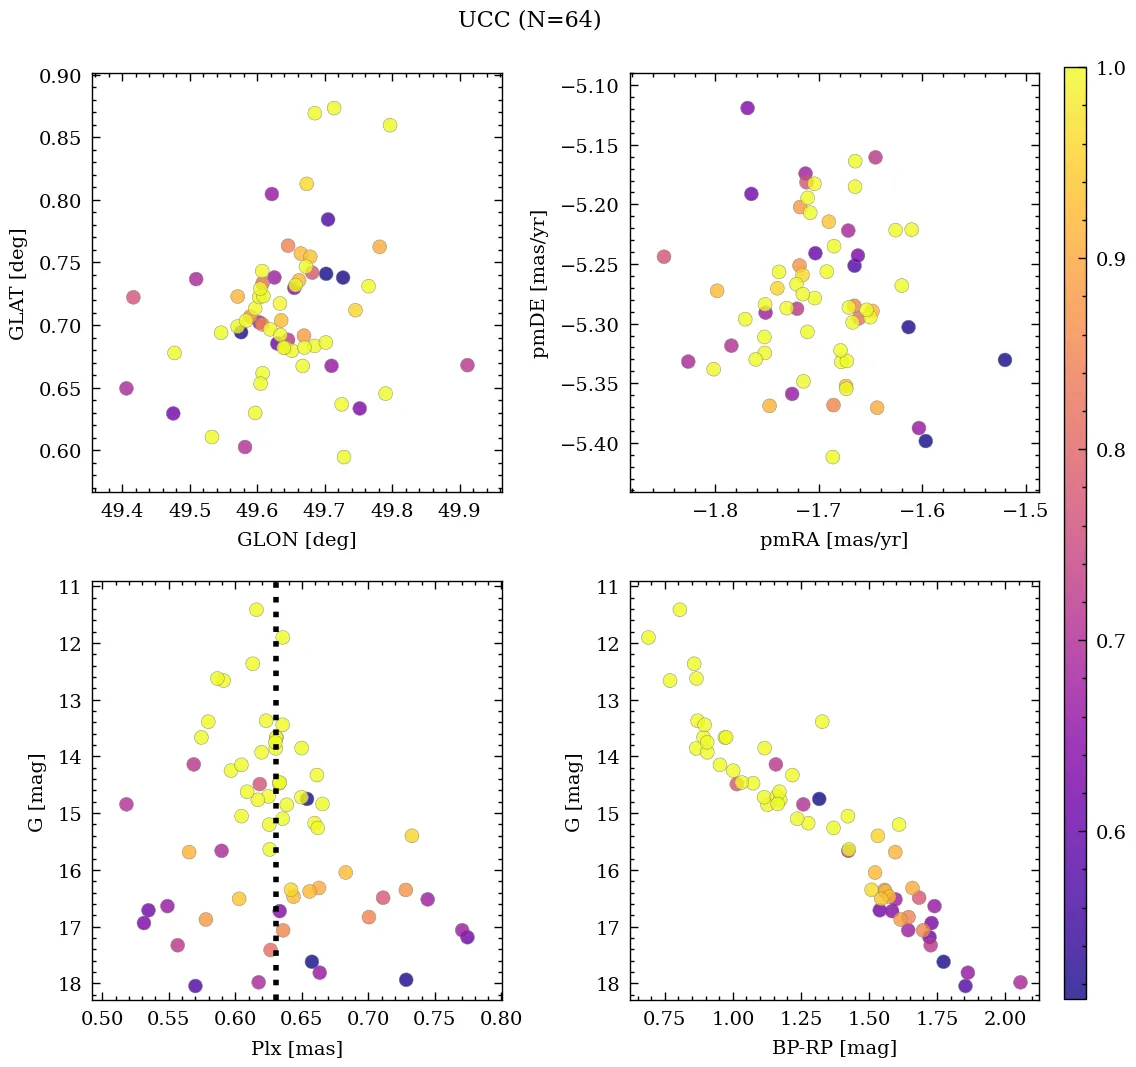 UCC (N=64)
0.90
0.85
0.80
0.75
0.70
0.65
0.60
GLAT [deg]
49.4 49.5 49.6 49.7 49.8 49.9
GLON [deg]
−5.10
−5.15
−5.20
−5.25
−5.30
−5.35
−5.40
pmDE [mas/yr]
−1.8 −1.7 −1.6 −1.5
pmRA [mas/yr]
11
12
13
14
15
16
17
18
G [mag]
0.50 0.55 0.60 0.65 0.70 0.75 0.80
Plx [mas]
11
12
13
14
15
16
17
18
G [mag]
0.75 1.00 1.25 1.50 1.75 2.00
BP-RP [mag]
1.0
0.9
0.8
0.7
0.6